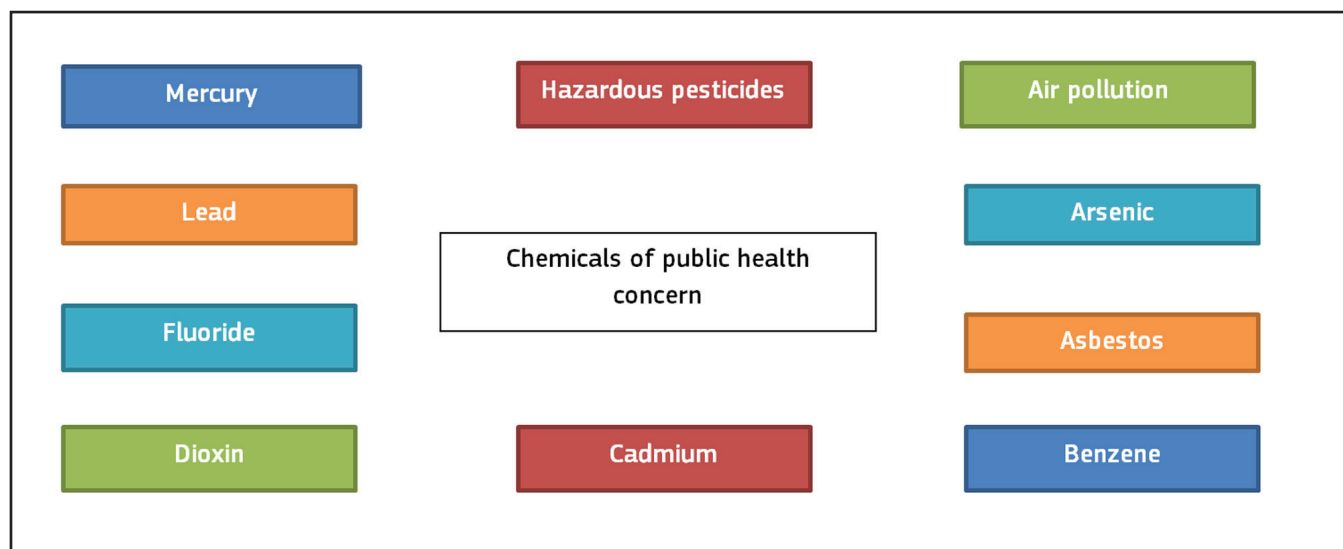 Mercury
Hazardous pesticides
Air pollution
Lead
Arsenic
Chemicals of public health
concern
Fluoride
Asbestos
Dioxin
Cadmium
Benzene